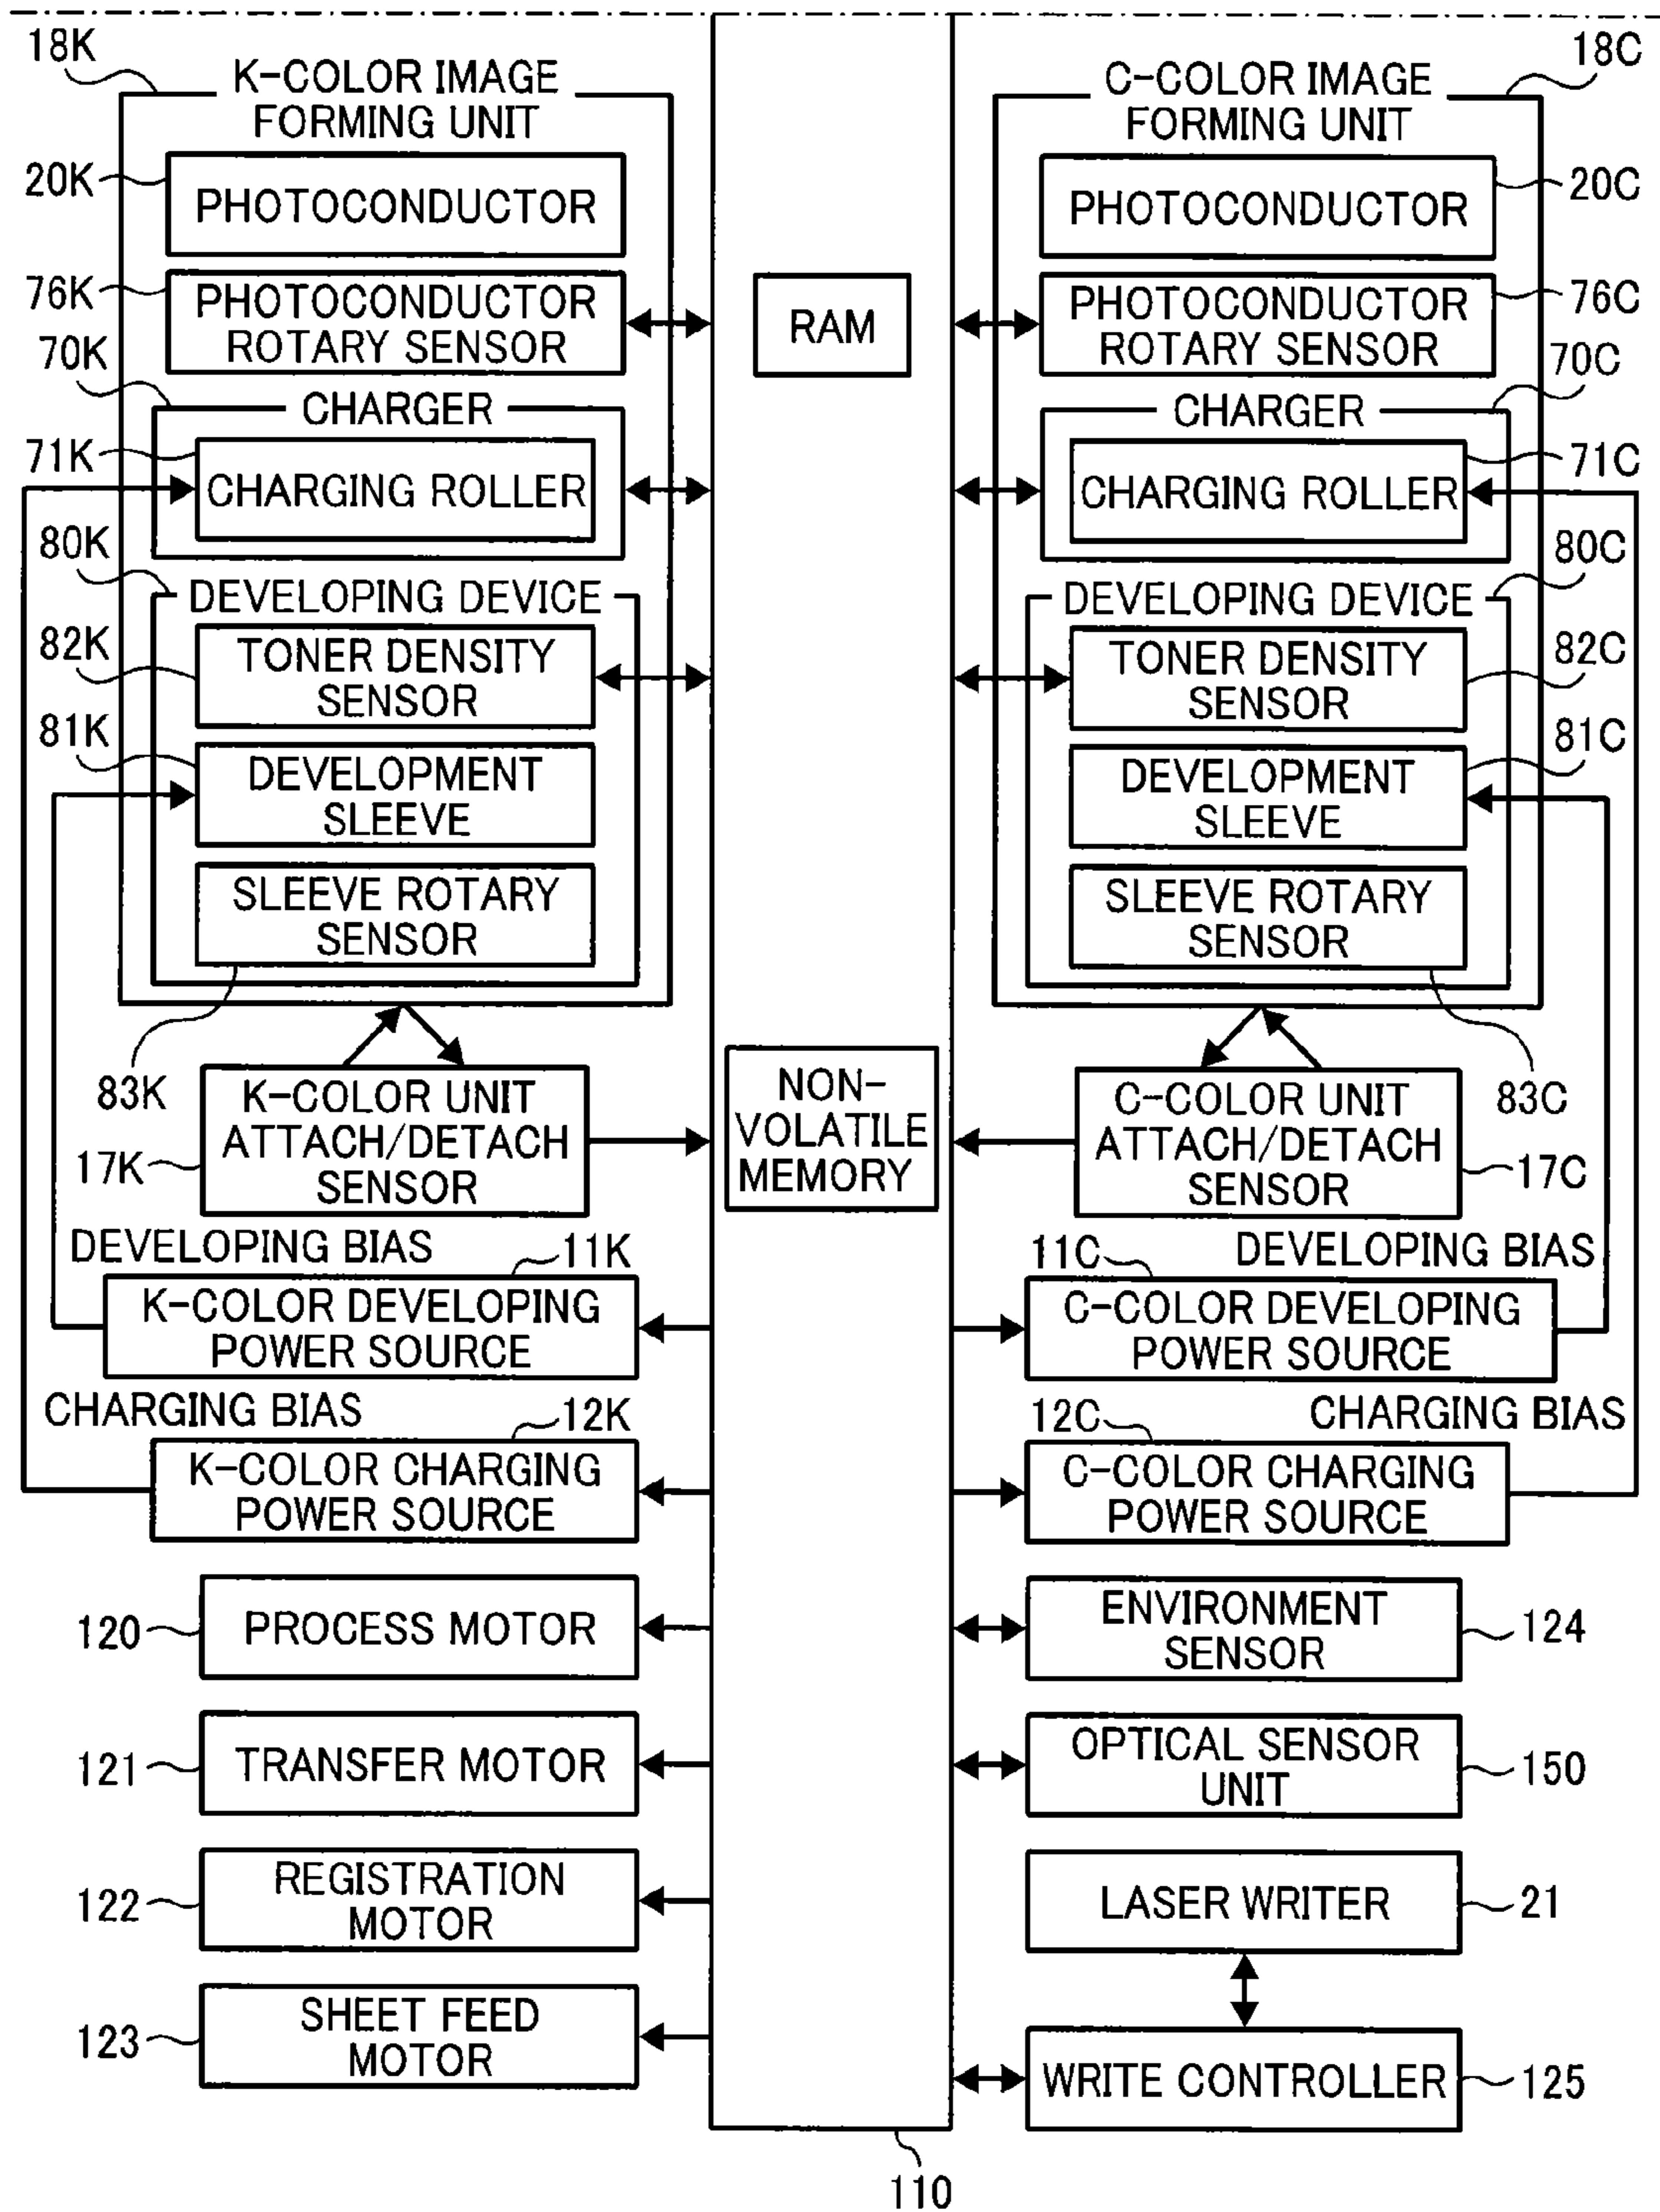 18K
K-COLOR IMAGE
FORMING UNIT
20K
PHOTOCONDUCTOR
76K
PHOTOCONDUCTOR
ROTARY SENSOR
70K
CHARGER
71K
CHARGING ROLLER
80K
DEVELOPING DEVICE
82K
TONER DENSITY
SENSOR
81K
DEVELOPMENT
SLEEVE
SLEEVE ROTARY
SENSOR
83K
K-COLOR UNIT
ATTACH/DETACH
SENSOR
17K
DEVELOPING BIAS
11K
K-COLOR DEVELOPING
POWER SOURCE
CHARGING BIAS
12K
K-COLOR CHARGING
POWER SOURCE
120
PROCESS MOTOR
121
TRANSFER MOTOR
122
REGISTRATION
MOTOR
123
SHEET FEED
MOTOR
RAM
NON-
VOLATILE
MEMORY
110
18C
C-COLOR IMAGE
FORMING UNIT
PHOTOCONDUCTOR
20C
PHOTOCONDUCTOR
ROTARY SENSOR
76C
70C
CHARGER
CHARGING ROLLER
71C
80C
DEVELOPING DEVICE
TONER DENSITY
SENSOR
82C
DEVELOPMENT
SLEEVE
81C
SLEEVE ROTARY
SENSOR
83C
C-COLOR UNIT
ATTACH/DETACH
SENSOR
17C
11C
DEVELOPING BIAS
C-COLOR DEVELOPING
POWER SOURCE
12C
CHARGING BIAS
C-COLOR CHARGING
POWER SOURCE
ENVIRONMENT
SENSOR
124
OPTICAL SENSOR
UNIT
150
LASER WRITER
21
WRITE CONTROLLER
125